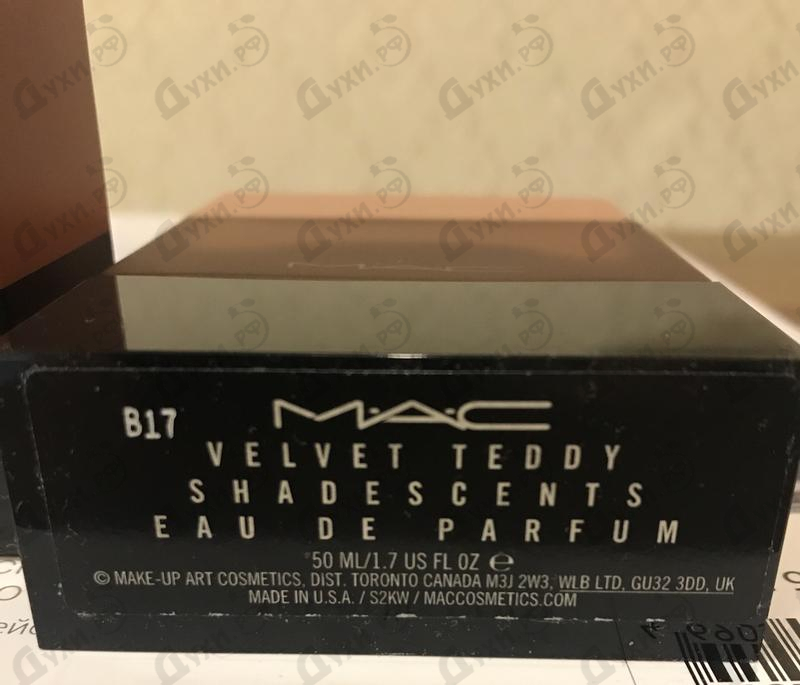 B17
M·A·C
VELVET TEDDY
SHADESCENTS
EAU DE PARFUM
50 ML/1.7 US FL OZ ℮
© MAKE-UP ART COSMETICS, DIST. TORONTO CANADA M3J 2W3, WLB LTD, GU32 3DD, UK
MADE IN U.S.A. / S2KW / MACCOSMETICS.COM
Духи.рф